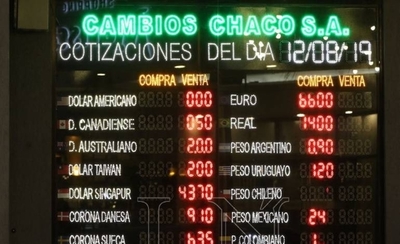 CAMBIOS CHACO S.A.
COTIZACIONES DEL DIA 12/08/19
COMPRA VENTA COMPRA VENTA
DOLAR AMERICANO 000 EURO 6600
D. CANADIENSE 050 REAL 1400
D. AUSTRALIANO 200 PESO ARGENTINO 090
DOLAR TAIWAN 200 PESO URUGUAYO 120
DOLAR SINGAPUR 4370 PESO CHILENO
CORONA DANESA 910 PESO MEXICANO 24
CORONA SUECA 635 P. COLOMBIANO